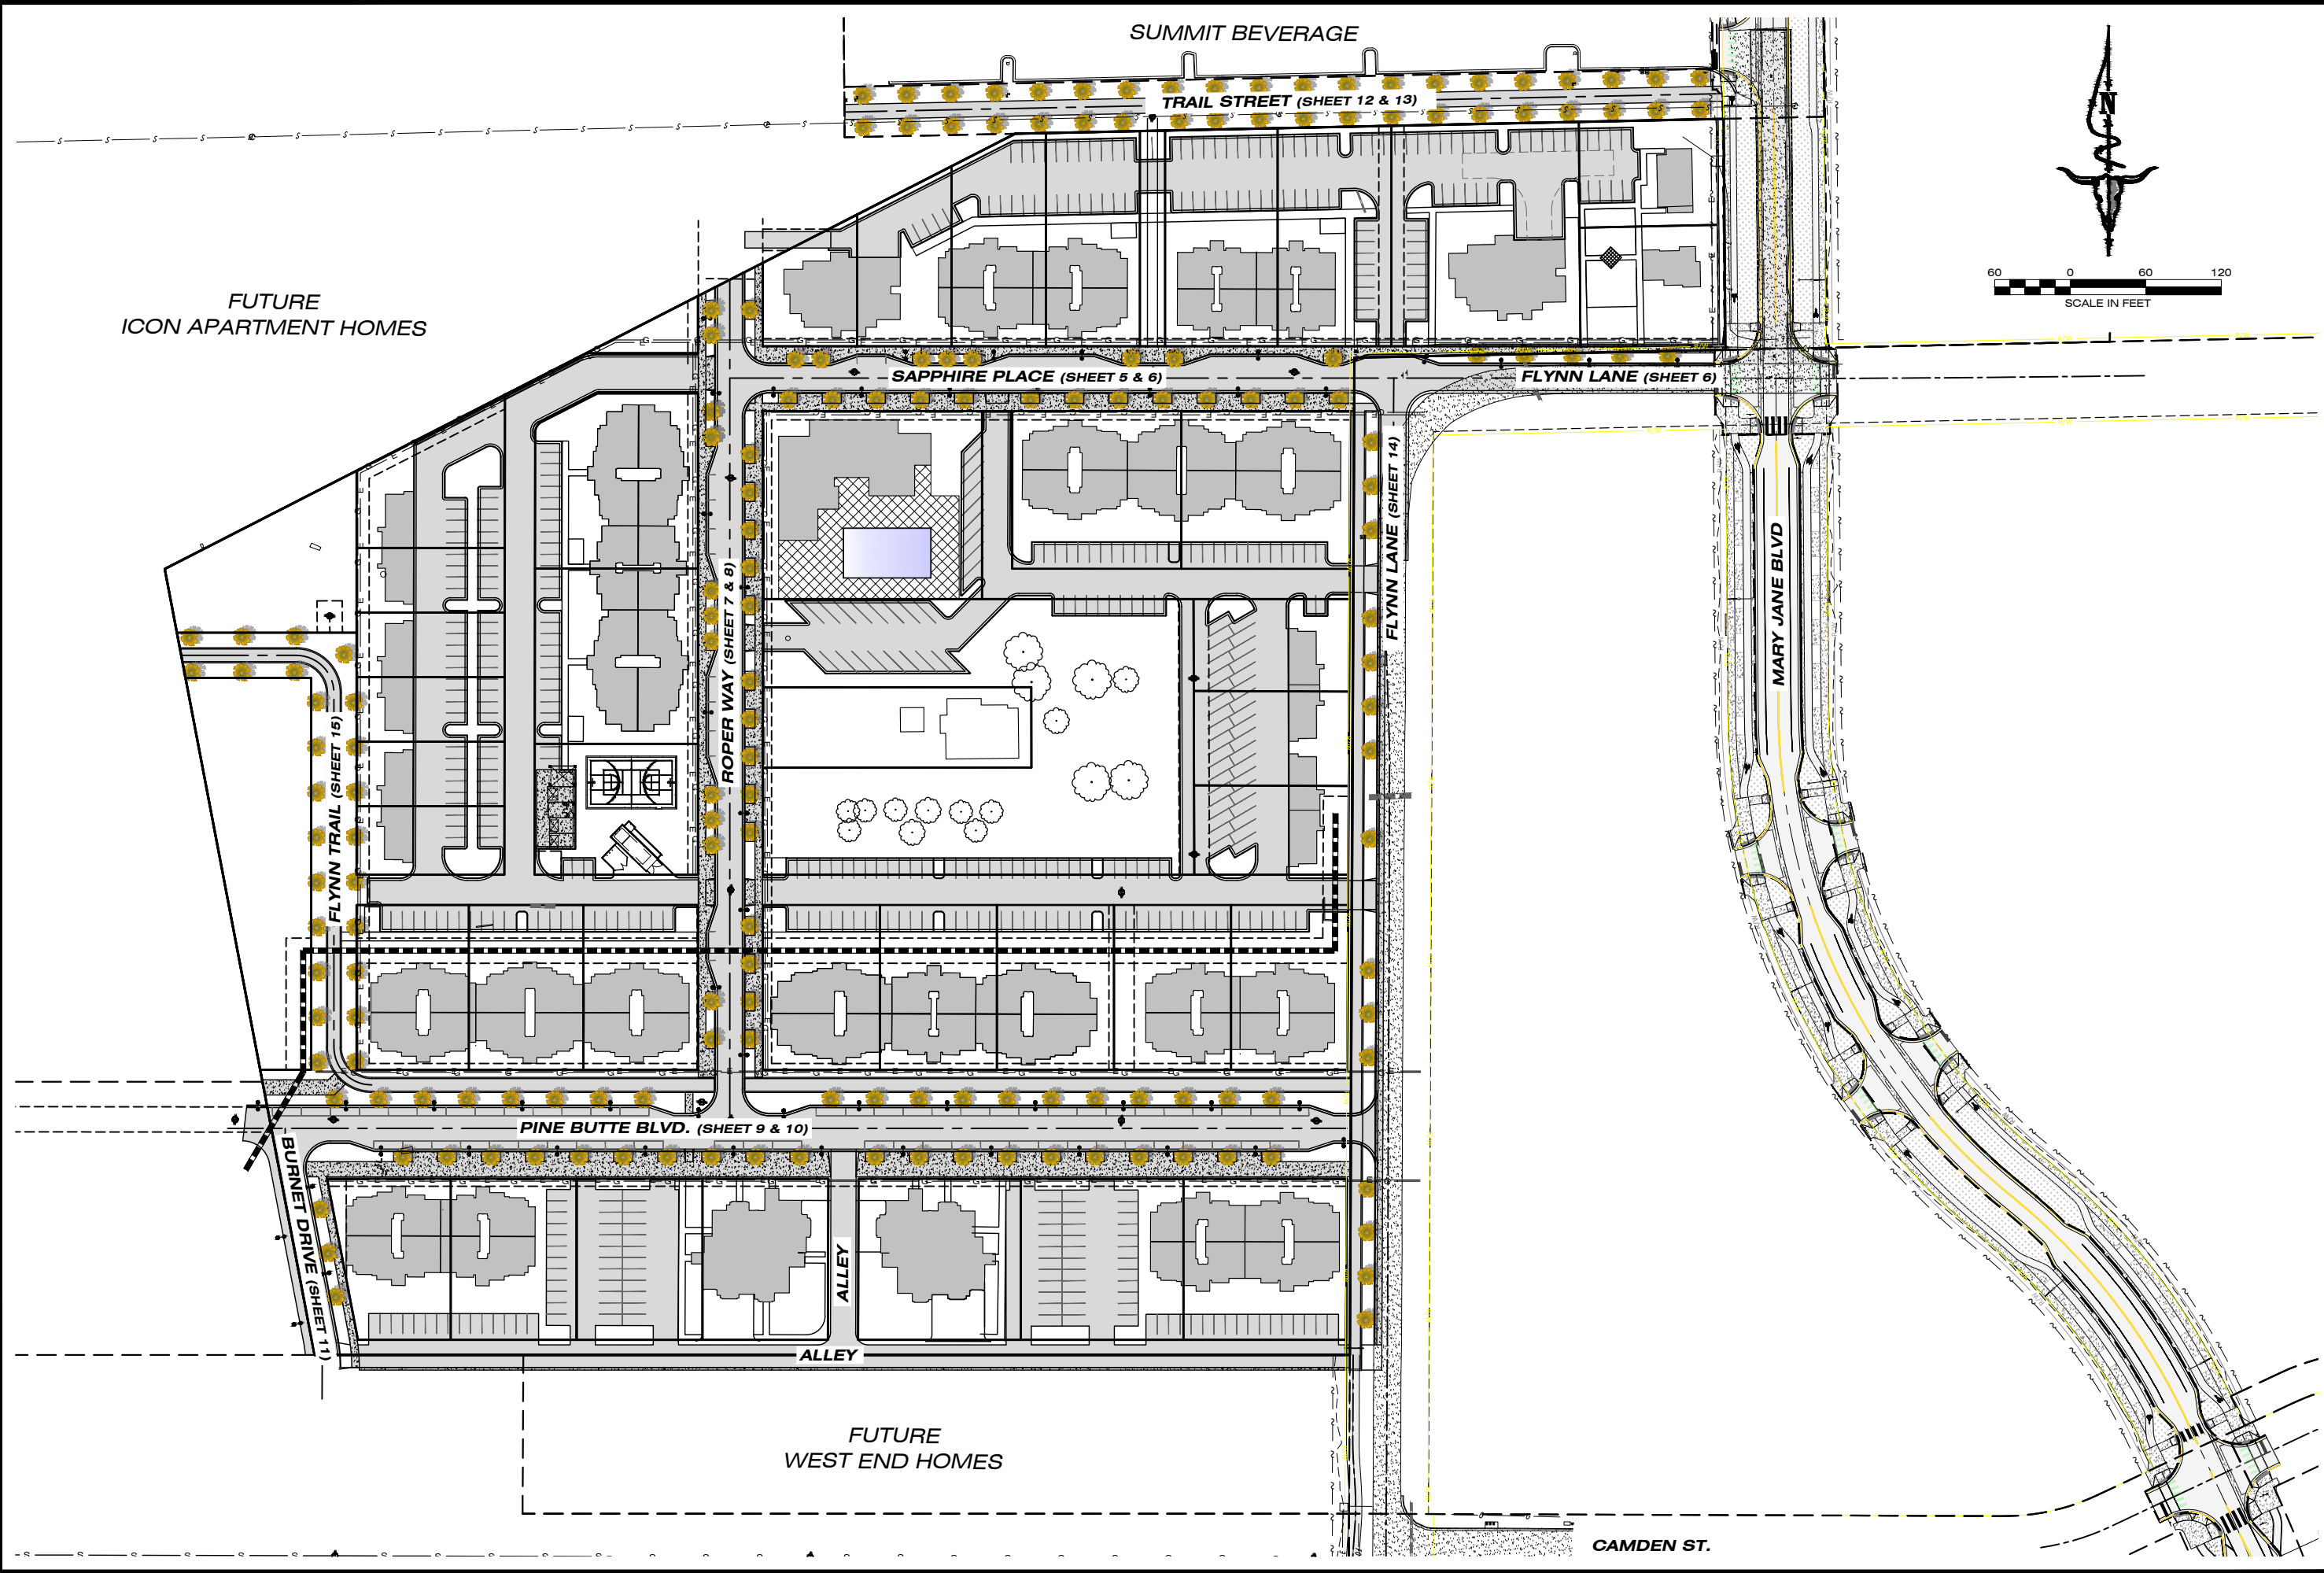 SUMMIT BEVERAGE
TRAIL STREET (SHEET 12 & 13)
N
60 0 60 120
SCALE IN FEET
FUTURE
ICON APARTMENT HOMES
SAPPHIRE PLACE (SHEET 5 & 6)
FLYNN LANE (SHEET 6)
FLYNN LANE (SHEET 14)
MARY JANE BLVD
ROPER WAY (SHEET 7 & 8)
FLYNN TRAIL (SHEET 15)
PINE BUTTE BLVD. (SHEET 9 & 10)
BURNET DRIVE (SHEET 11)
ALLEY
ALLEY
FUTURE
WEST END HOMES
CAMDEN ST.